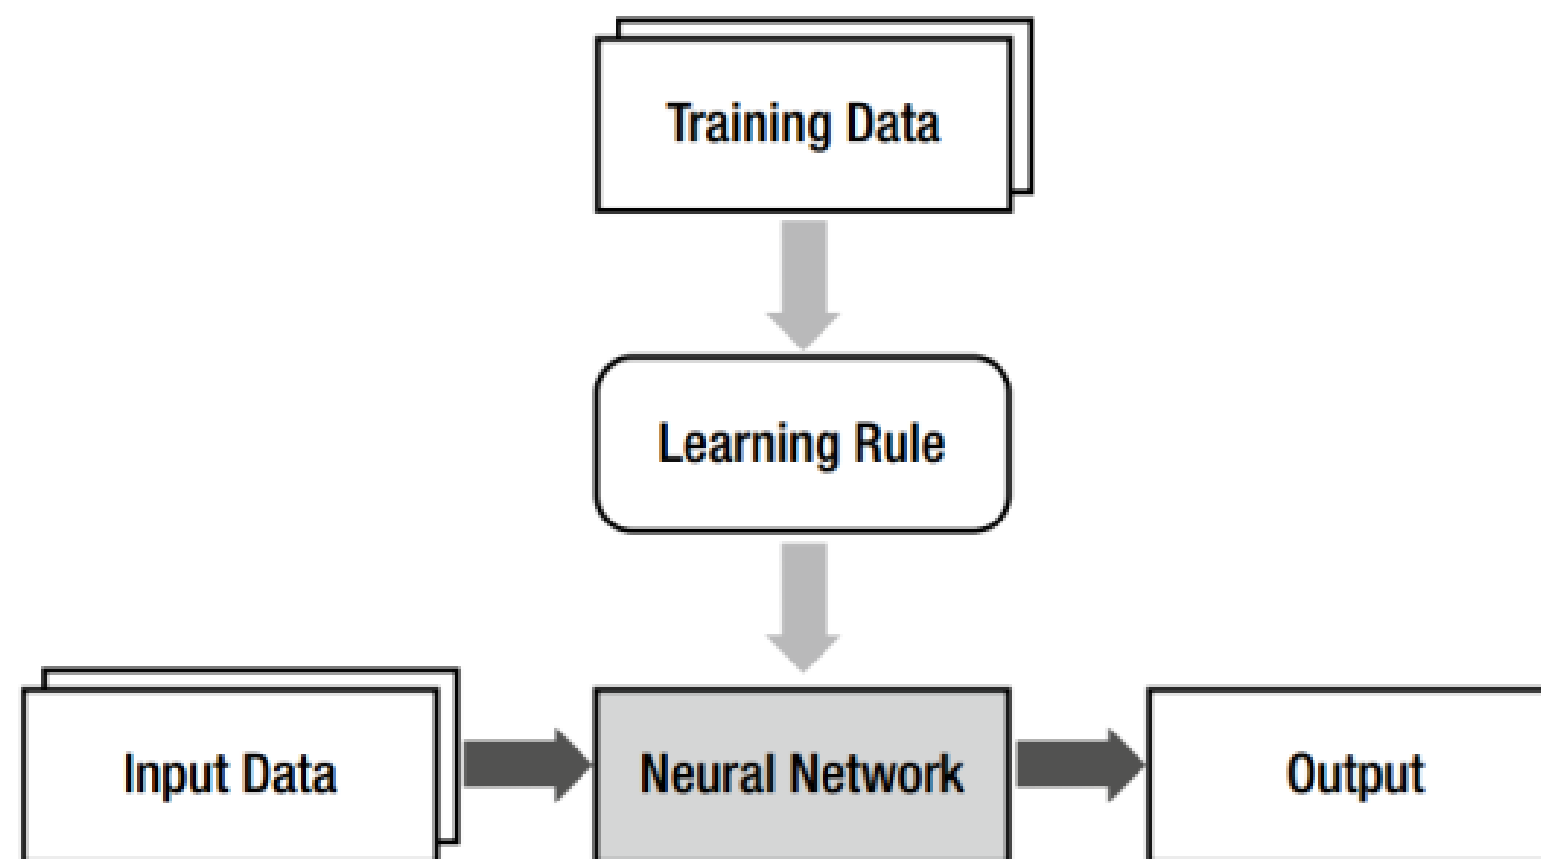 Training Data
Learning Rule
Input Data
Neural Network
Output